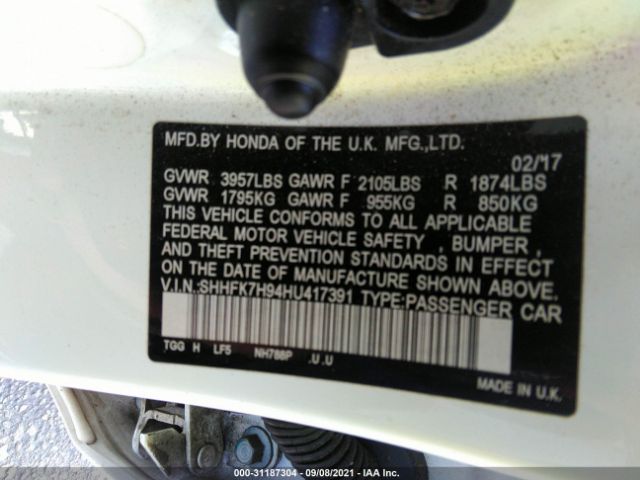 MFD.BY HONDA OF THE U.K. MFG.,LTD.
02/'17
GVWR 3957LBS GAWR F 2105LBS R 1874LBS
GVWR 1795KG GAWR F 955KG R 850KG
THIS VEHICLE CONFORMS TO ALL APPLICABLE
FEDERAL MOTOR VEHICLE SAFETY , BUMPER ,
AND THEFT PREVENTION STANDARDS IN EFFECT
ON THE DATE OF MANUFACTURE SHOWN ABOVE.
V.I.N:SHHFK7H94HU417391 TYPE:PASSENGER CAR
TGG H LF5 NH788P .U.U
MADE IN U.K.
000-31187304 | 09/08/2021 | IAA Inc.